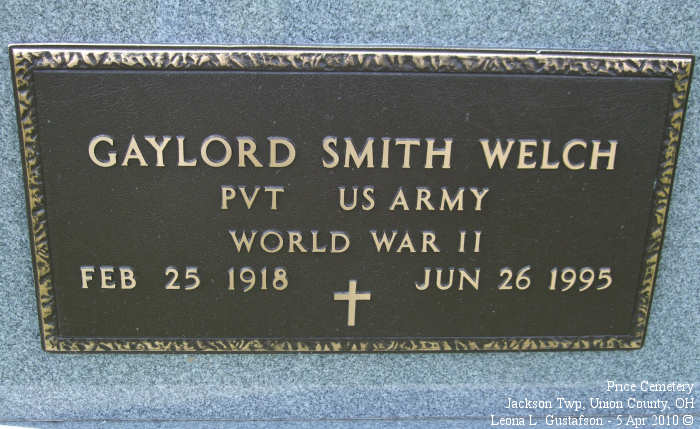 GAYLORD SMITH WELCH
PVT US ARMY
WORLD WAR II
FEB 25 1918 JUN 26 1995
Price Cemetery
Jackson Twp, Union County, OH
Leona L. Gustafson - 5 Apr 2010 ©